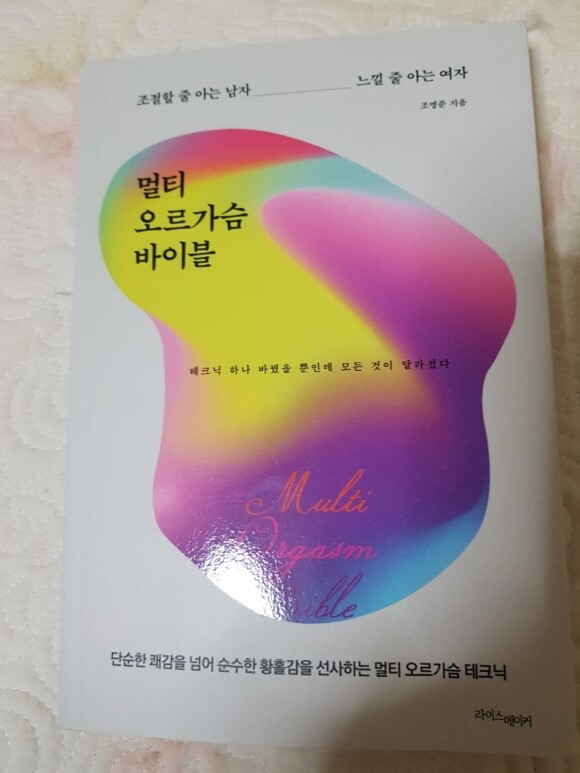 조절할 줄 아는 남자 느낄 줄 아는 여자
조명준 지음
멀티
오르가슴
바이블
테크닉 하나 바꿨을 뿐인데 모든 것이 달라졌다
Multi
Orgasm
Bible
단순한 쾌감을 넘어 순수한 황홀감을 선사하는 멀티 오르가슴 테크닉
라이스메이커